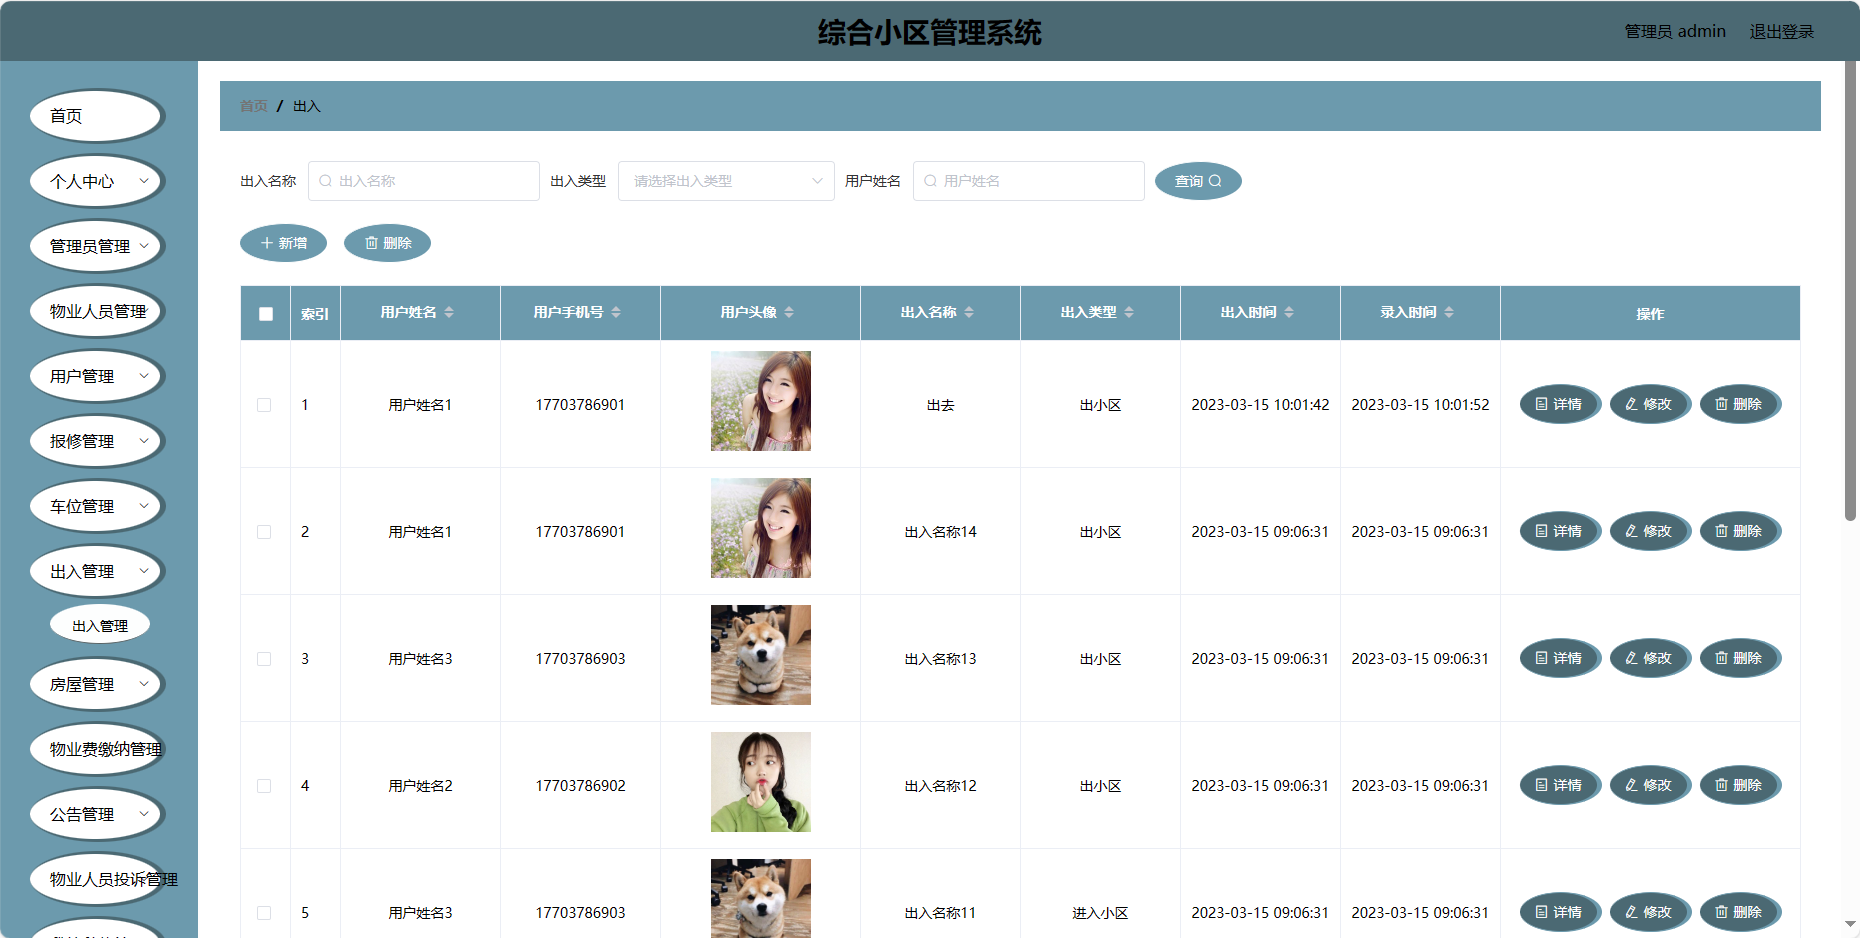 综合小区管理系统
管理员 admin 退出登录
首页
个人中心
管理员管理
物业人员管理
用户管理
报修管理
车位管理
出入管理
出入管理
房屋管理
物业费缴纳管理
公告管理
物业人员投诉管理
首页 / 出入
出入名称 出入名称 出入类型 请选择出入类型 用户姓名 用户姓名 查询
新增 删除
索引 用户姓名 用户手机号 用户头像 出入名称 出入类型 出入时间 录入时间 操作
1 用户姓名1 17703786901 出去 出小区 2023-03-15 10:01:42 2023-03-15 10:01:52 详情 修改 删除
2 用户姓名1 17703786901 出入名称14 出小区 2023-03-15 09:06:31 2023-03-15 09:06:31 详情 修改 删除
3 用户姓名3 17703786903 出入名称13 出小区 2023-03-15 09:06:31 2023-03-15 09:06:31 详情 修改 删除
4 用户姓名2 17703786902 出入名称12 出小区 2023-03-15 09:06:31 2023-03-15 09:06:31 详情 修改 删除
5 用户姓名3 17703786903 出入名称11 进入小区 2023-03-15 09:06:31 2023-03-15 09:06:31 详情 修改 删除